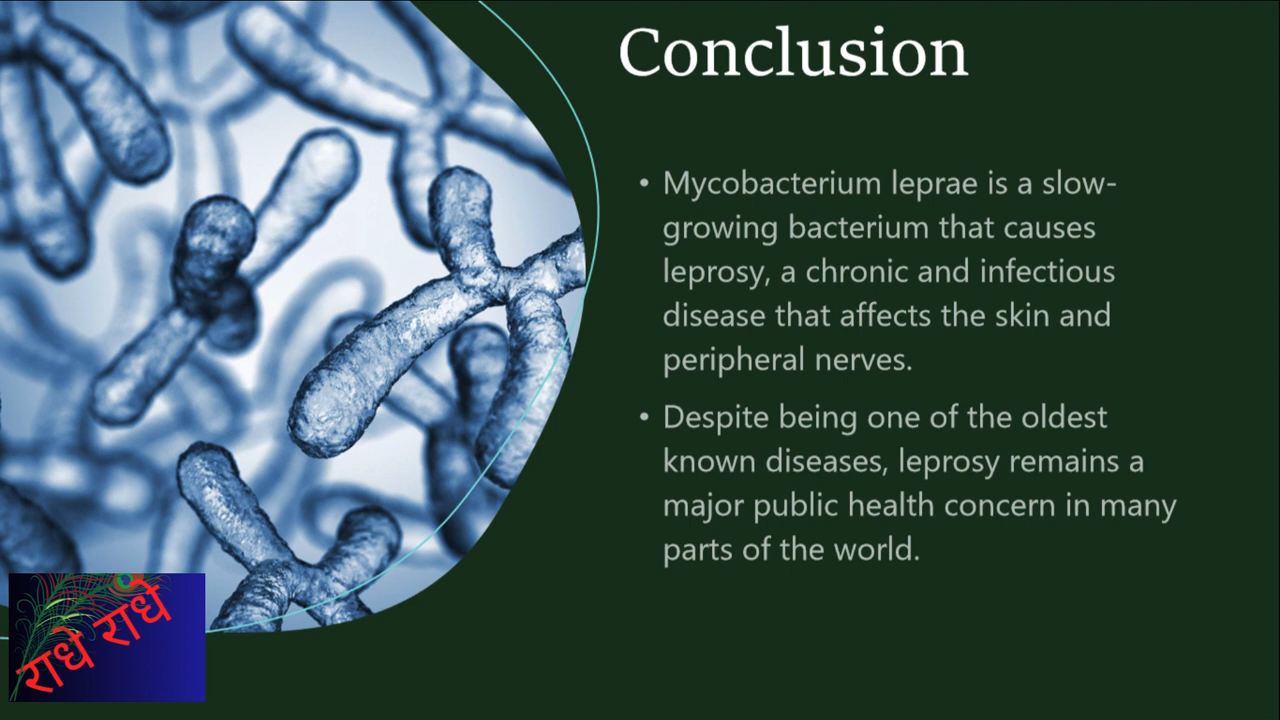 Conclusion
• Mycobacterium leprae is a slow-
growing bacterium that causes
leprosy, a chronic and infectious
disease that affects the skin and
peripheral nerves.
• Despite being one of the oldest
known diseases, leprosy remains a
major public health concern in many
parts of the world.
राधे राधे